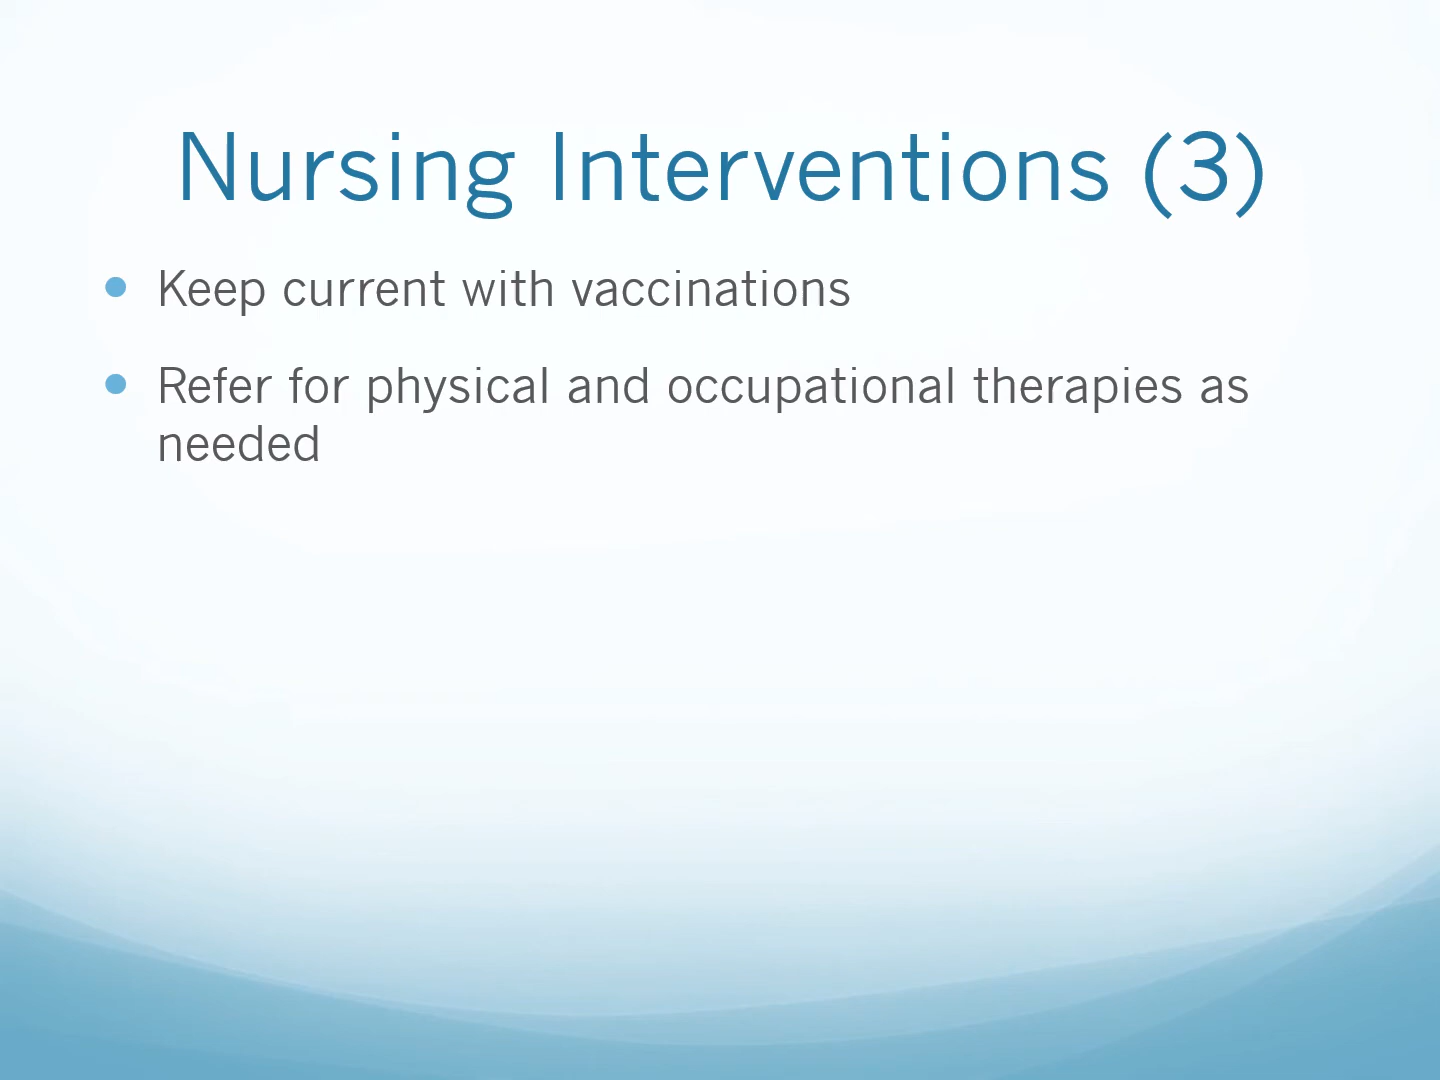 Nursing Interventions (3)
Keep current with vaccinations
Refer for physical and occupational therapies as
needed